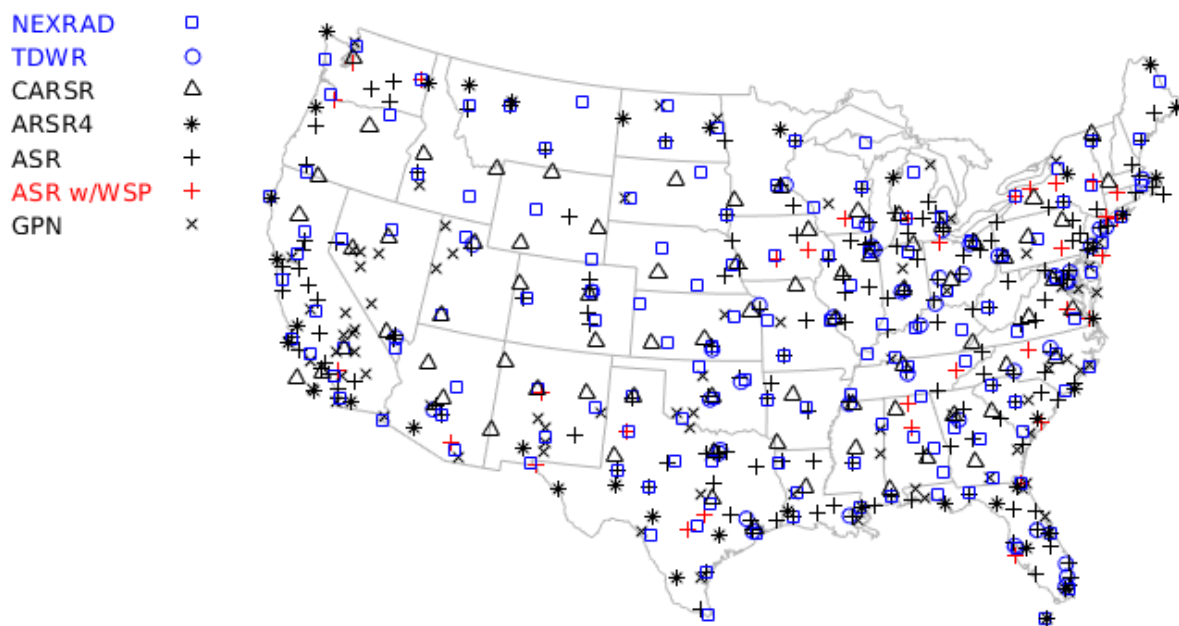 NEXRAD
TDWR
CARSR
ARSR4
ASR
ASR w/WSP
GPN